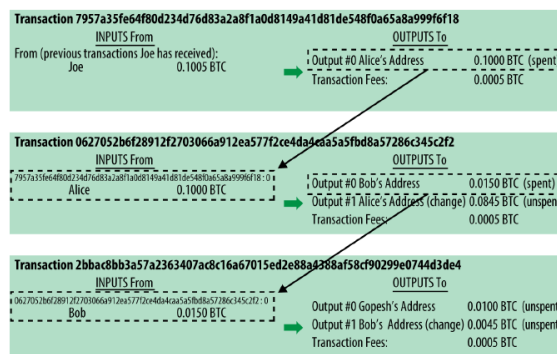 Transaction 7957a35fe64f80d234d76d83a2a8f1a0d8149a41d81de548f0a65a8a999f6f18
INPUTS From
OUTPUTS To
From (previous transactions Joe has received):
Joe 0.1005 BTC
Output #0 Alice's Address 0.1000 BTC (spent)
Transaction Fees: 0.0005 BTC
Transaction 0627052b6f28912f2703066a912ea577f2ce4da4caa5a5fbd8a57286c345c2f2
INPUTS From
OUTPUTS To
7957a35fe64f80d234d76d83a2a8f1a0d8149a41d81de548f0a65a8a999f6f18 : 0
Alice 0.1000 BTC
Output #0 Bob's Address 0.0150 BTC (spent)
Output #1 Alice's Address (change) 0.0845 BTC (unspent
Transaction Fees: 0.0005 BTC
Transaction 2bbac8bb3a57a2363407ac8c16a67015ed2e88a4388af58cf90299e0744d3de4
INPUTS From
OUTPUTS To
0627052b6f28912f2703066a912ea577f2ce4da4caa5a5fbd8a57286c345c2f2 : 0
Bob 0.0150 BTC
Output #0 Gopesh's Address 0.0100 BTC (unspent
Output #1 Bob's Address (change) 0.0045 BTC (unspent
Transaction Fees: 0.0005 BTC